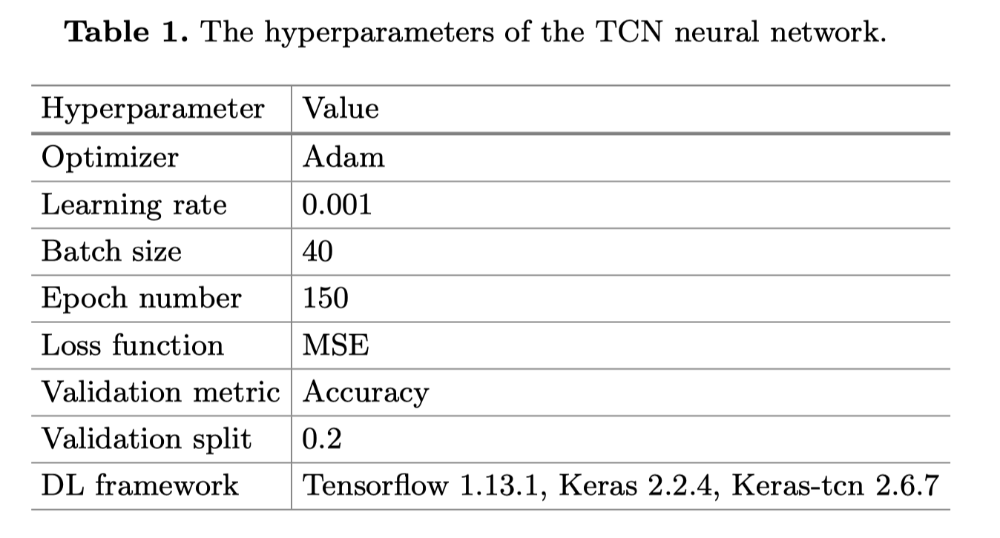 Table 1. The hyperparameters of the TCN neural network.
Hyperparameter Value
Optimizer Adam
Learning rate 0.001
Batch size 40
Epoch number 150
Loss function MSE
Validation metric Accuracy
Validation split 0.2
DL framework Tensorflow 1.13.1, Keras 2.2.4, Keras-tcn 2.6.7